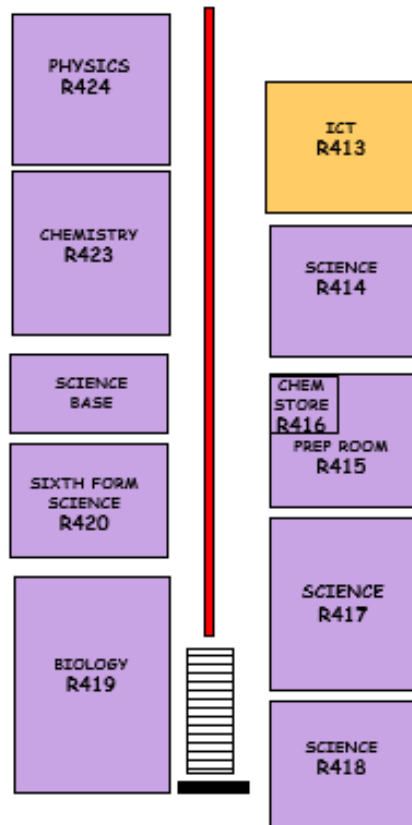 PHYSICS
R424
CHEMISTRY
R423
SCIENCE
BASE
SIXTH FORM
SCIENCE
R420
BIOLOGY
R419
ICT
R413
SCIENCE
R414
CHEM
STORE
R416
PREP ROOM
R415
SCIENCE
R417
SCIENCE
R418